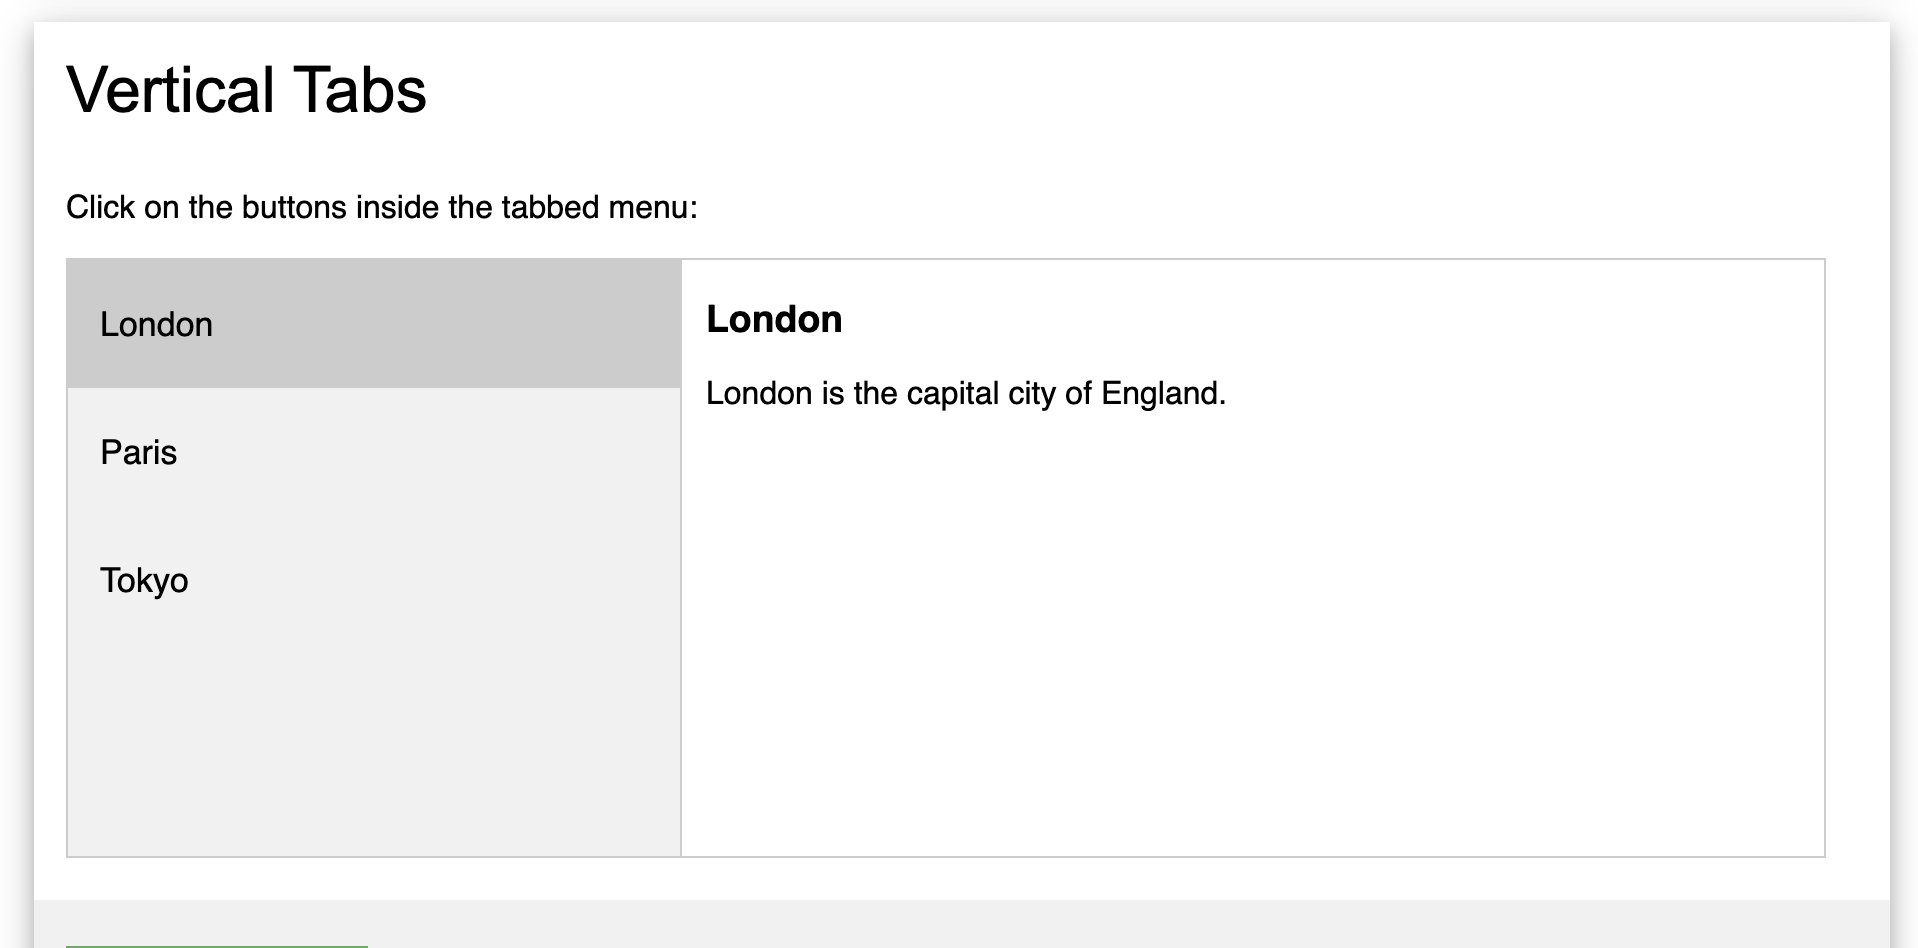 Vertical Tabs
Click on the buttons inside the tabbed menu:
London
Paris
Tokyo
London
London is the capital city of England.